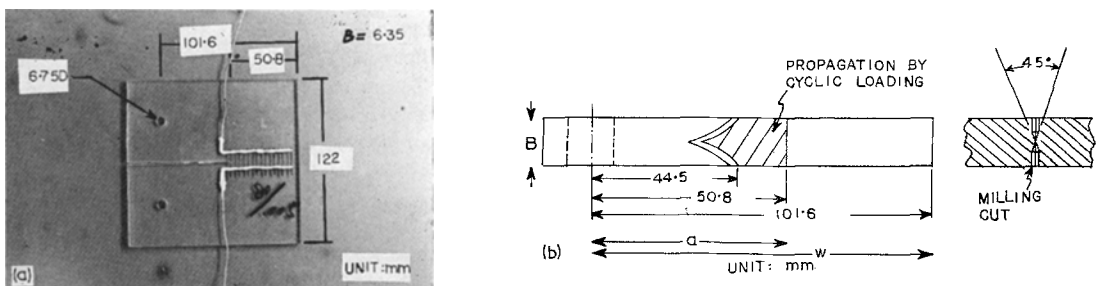 101·6
B = 6·35
50·8
6·75D
122
UNIT:mm
(a)
PROPAGATION BY
CYCLIC LOADING
45°
B
44·5
50·8
101·6
a
W
UNIT: mm
(b)
MILLING
CUT